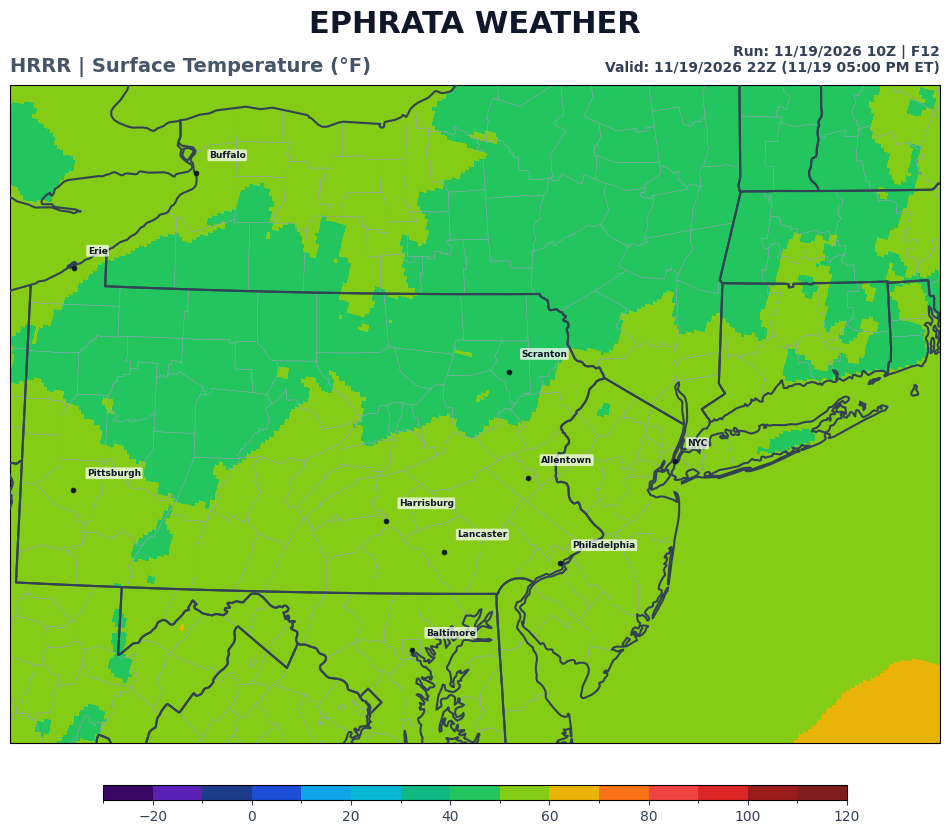 EPHRATA WEATHER
HRRR | Surface Temperature (°F)
Run: 11/19/2026 10Z | F12
Valid: 11/19/2026 22Z (11/19 05:00 PM ET)
Buffalo
Erie
Scranton
NYC
Allentown
Pittsburgh
Harrisburg
Lancaster
Philadelphia
Baltimore
−20 0 20 40 60 80 100 120